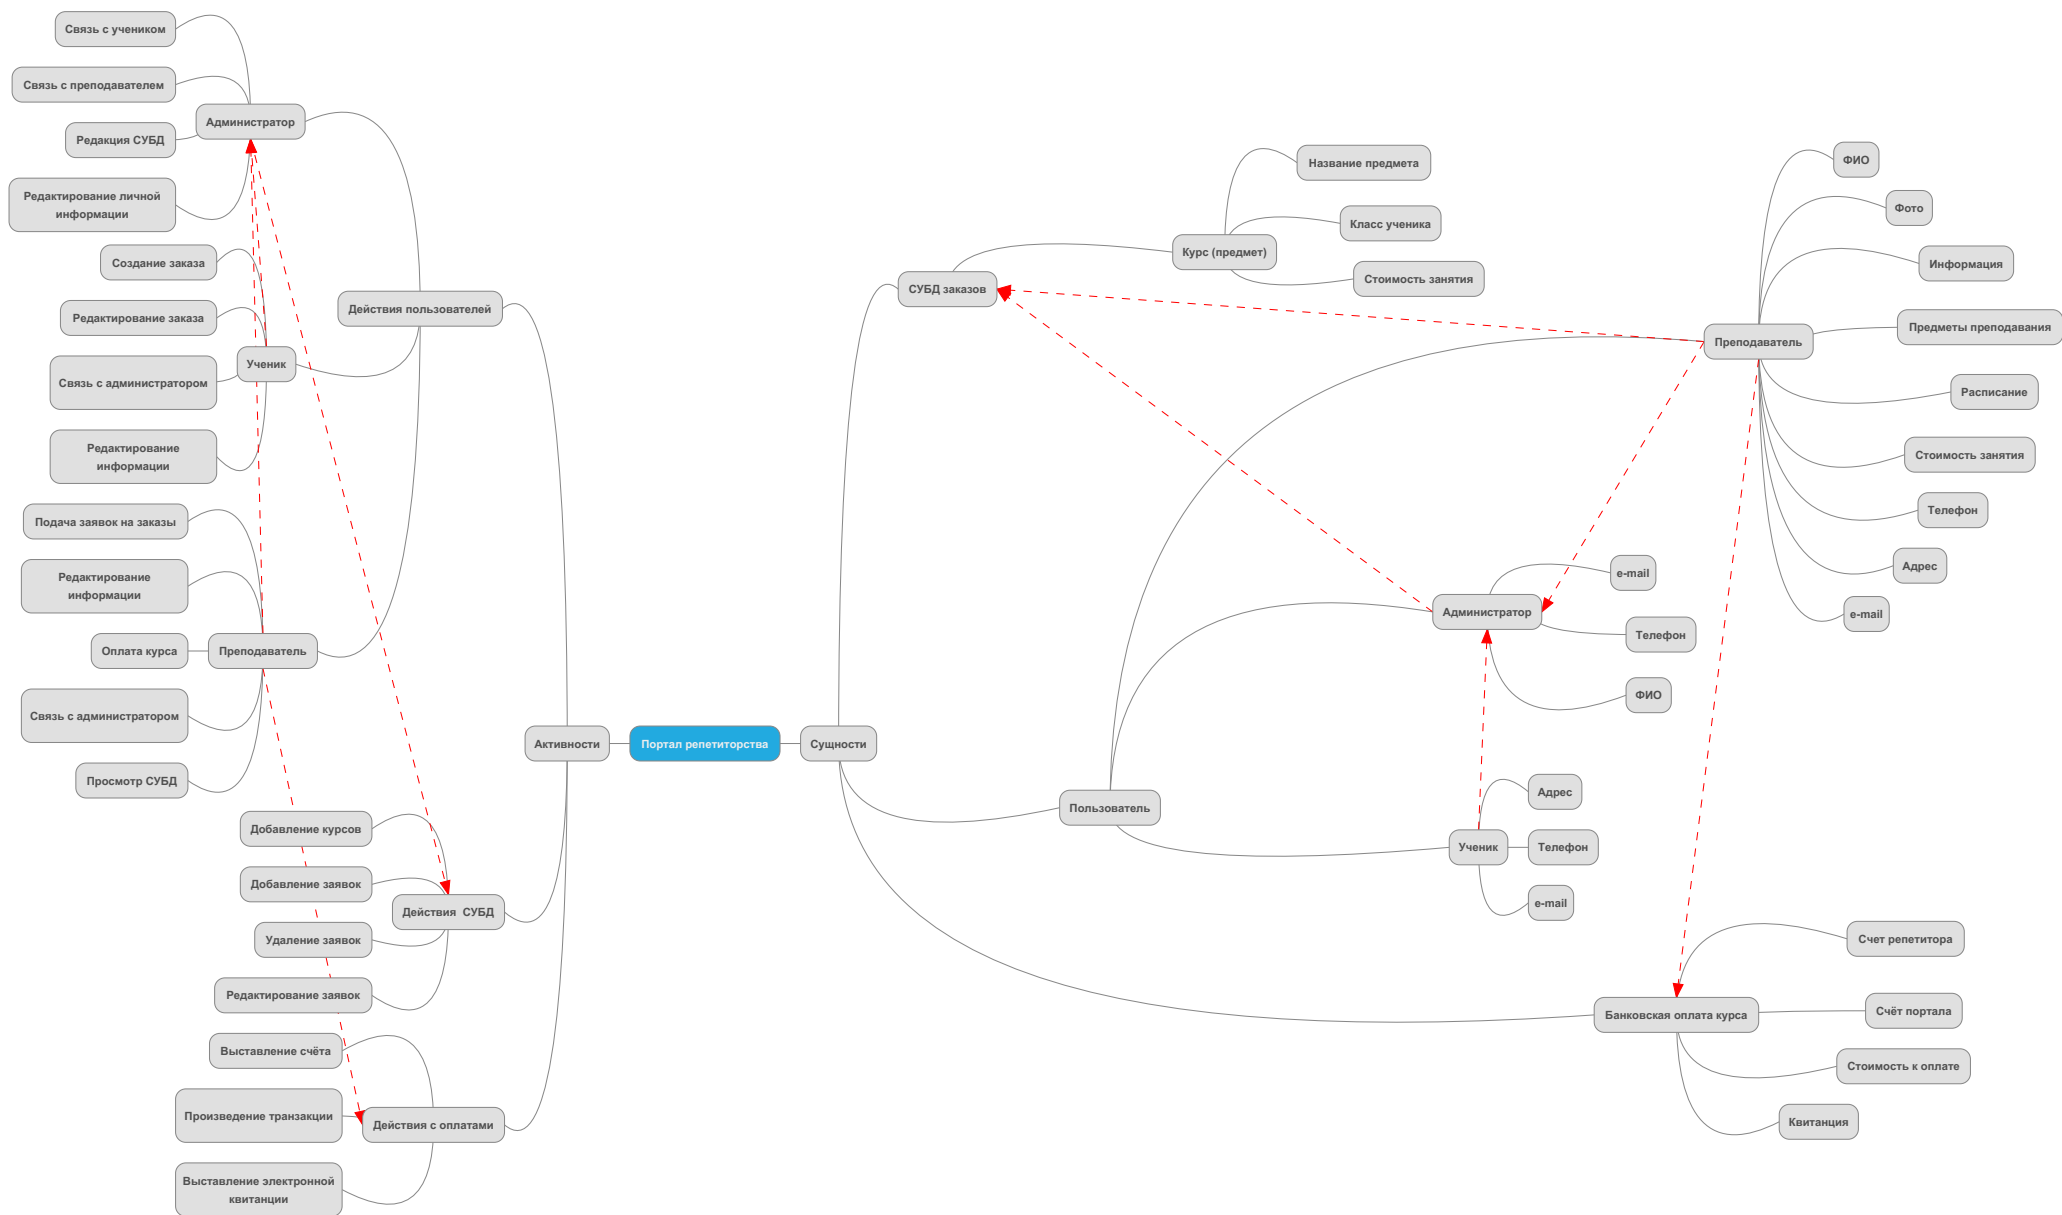 Связь с учеником
Связь с преподавателем
Администратор
Редакция СУБД
Редактирование личной
информации
Создание заказа
Действия пользователей
Редактирование заказа
Ученик
Связь с администратором
Редактирование
информации
Подача заявок на заказы
Редактирование
информации
Оплата курса
Преподаватель
Связь с администратором
Просмотр СУБД
Активности
Портал репетиторства
Сущности
Добавление курсов
Добавление заявок
Действия  СУБД
Удаление заявок
Редактирование заявок
Выставление счёта
Произведение транзакции
Действия с оплатами
Выставление электронной
квитанции
Название предмета
Класс ученика
Курс (предмет)
Стоимость занятия
СУБД заказов
ФИО
Фото
Информация
Предметы преподавания
Преподаватель
Расписание
Стоимость занятия
Телефон
Адрес
e-mail
e-mail
Администратор
Телефон
ФИО
Пользователь
Адрес
Ученик
Телефон
e-mail
Счет репетитора
Банковская оплата курса
Счёт портала
Стоимость к оплате
Квитанция